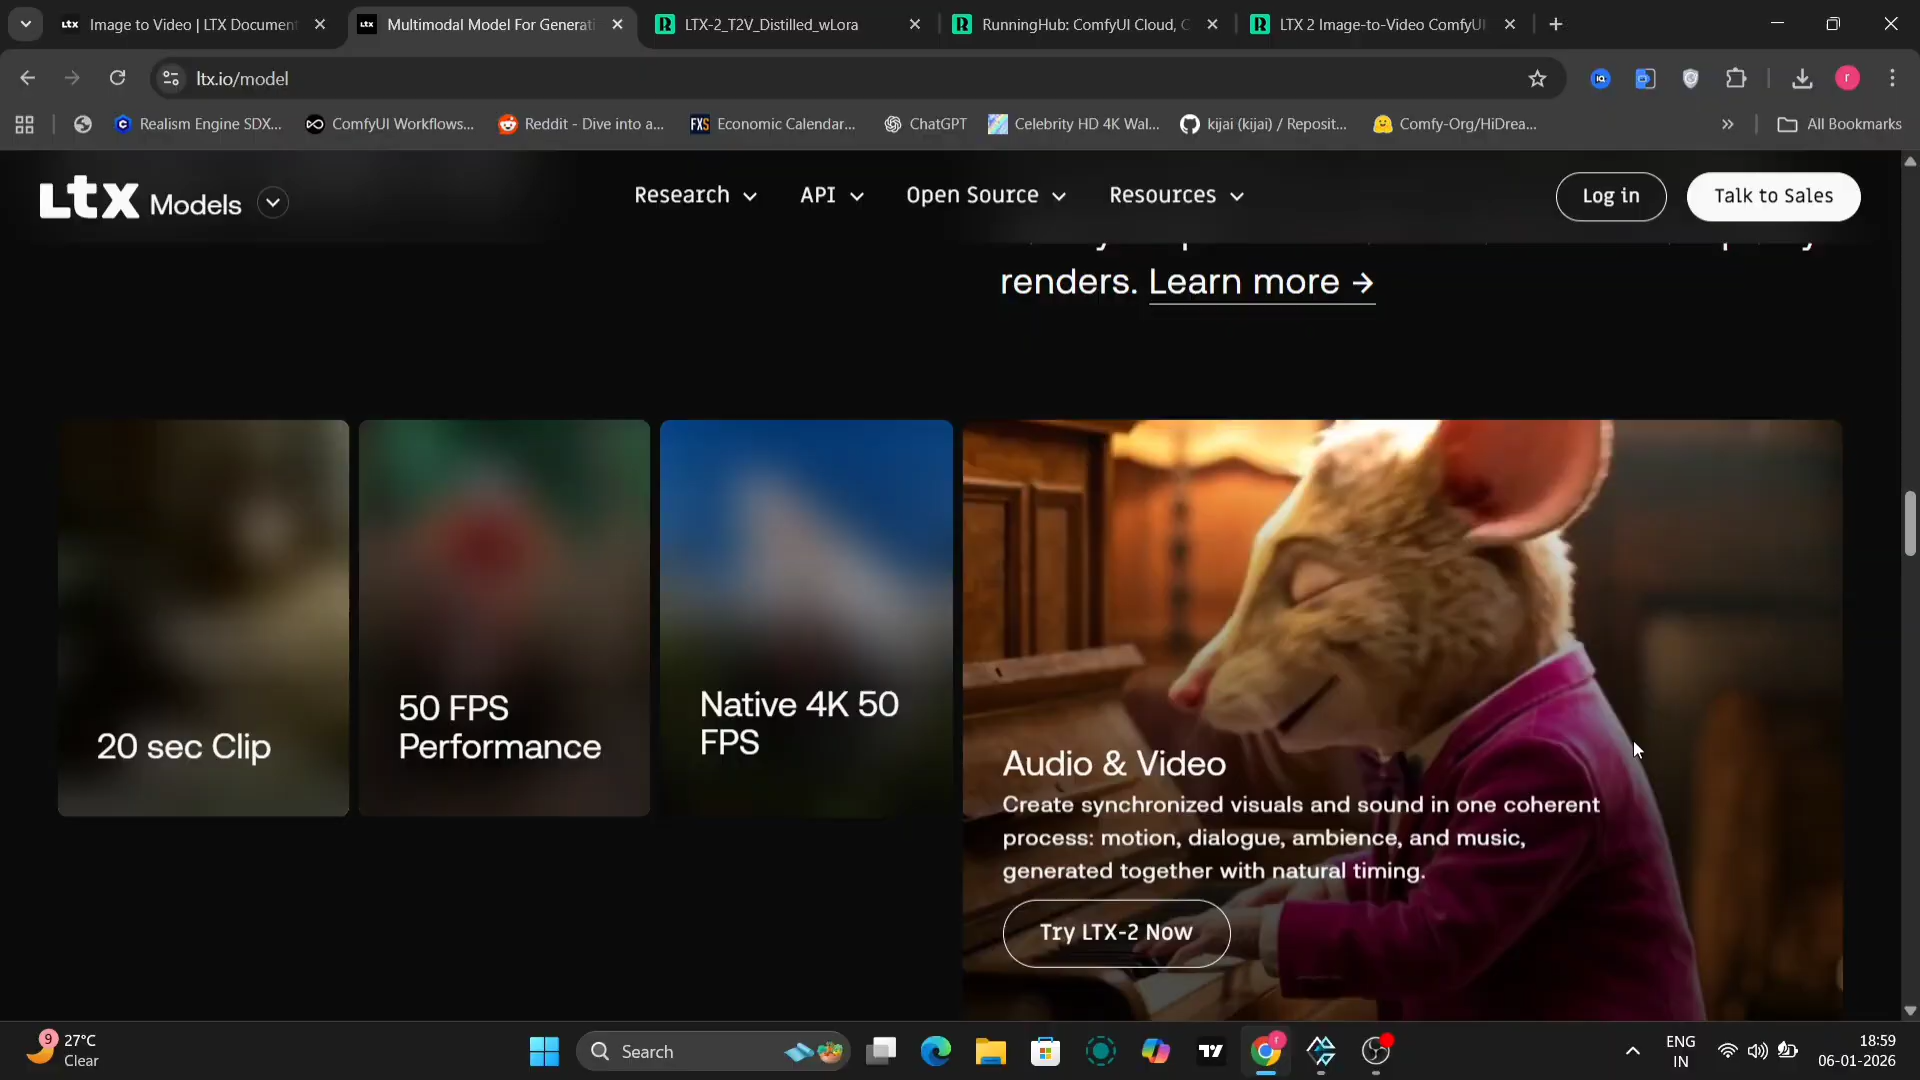 Image to Video | LTX Document
Multimodal Model For Generati
LTX-2_T2V_Distilled_wLora
RunningHub: ComfyUI Cloud, C
LTX 2 Image-to-Video ComfyUI
ltx.io/model
Realism Engine SDX...
ComfyUI Workflows...
Reddit - Dive into a...
Economic Calendar...
ChatGPT
Celebrity HD 4K Wal...
kijai (kijai) / Reposit...
Comfy-Org/HiDrea...
All Bookmarks
Ltx Models
Research
API
Open Source
Resources
Log in
Talk to Sales
renders. Learn more →
20 sec Clip
50 FPS
Performance
Native 4K 50
FPS
Audio & Video
Create synchronized visuals and sound in one coherent
process: motion, dialogue, ambience, and music,
generated together with natural timing.
Try LTX-2 Now
9
27°C
Clear
Search
ENG
IN
18:59
06-01-2026